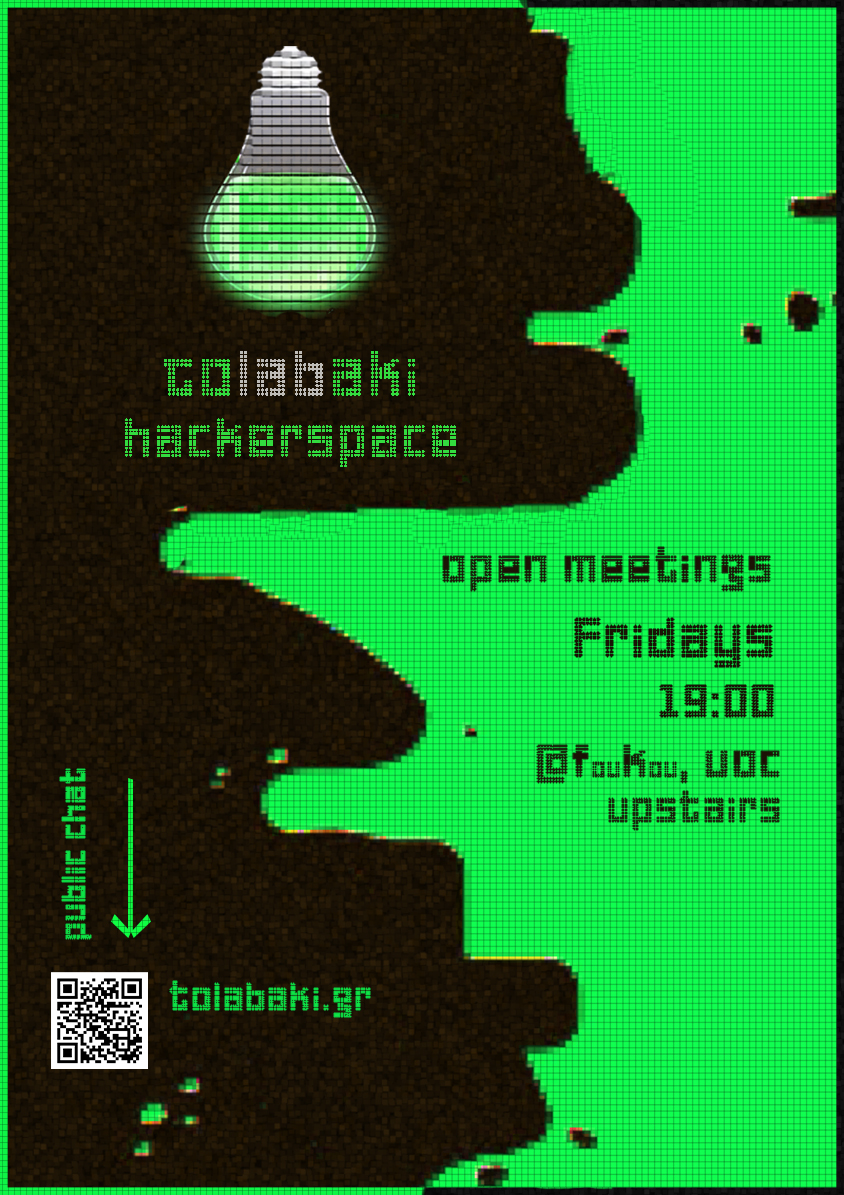 tolabaki
hackerspace
open meetings
Fridays
19:00
@foukou, uoc
upstairs
public chat
tolabaki.gr